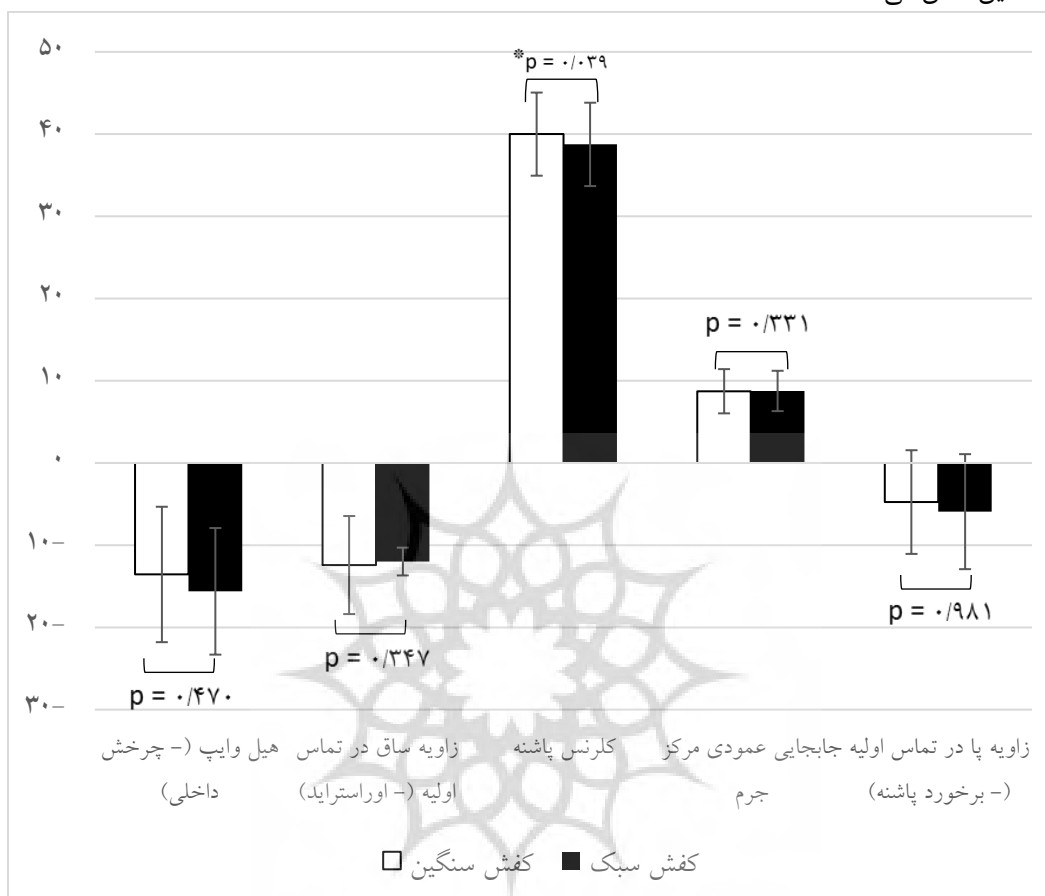 ۵۰
*p = ۰/۰۳۹
۴۰
۳۰
۲۰
p = ۰/۳۳۱
۱۰
۰
۱۰–
p = ۰/۹۸۱
۲۰–
p = ۰/۳۴۷
p = ۰/۴۷۰
۳۰–
هیل وایپ (- چرخش
داخلی)
زاویه ساق در تماس
اولیه (- اوراستراید)
کلرنس پاشنه
جابجایی عمودی مرکز
جرم
زاویه پا در تماس اولیه
(- برخورد پاشنه)
کفش سبک
کفش سنگین